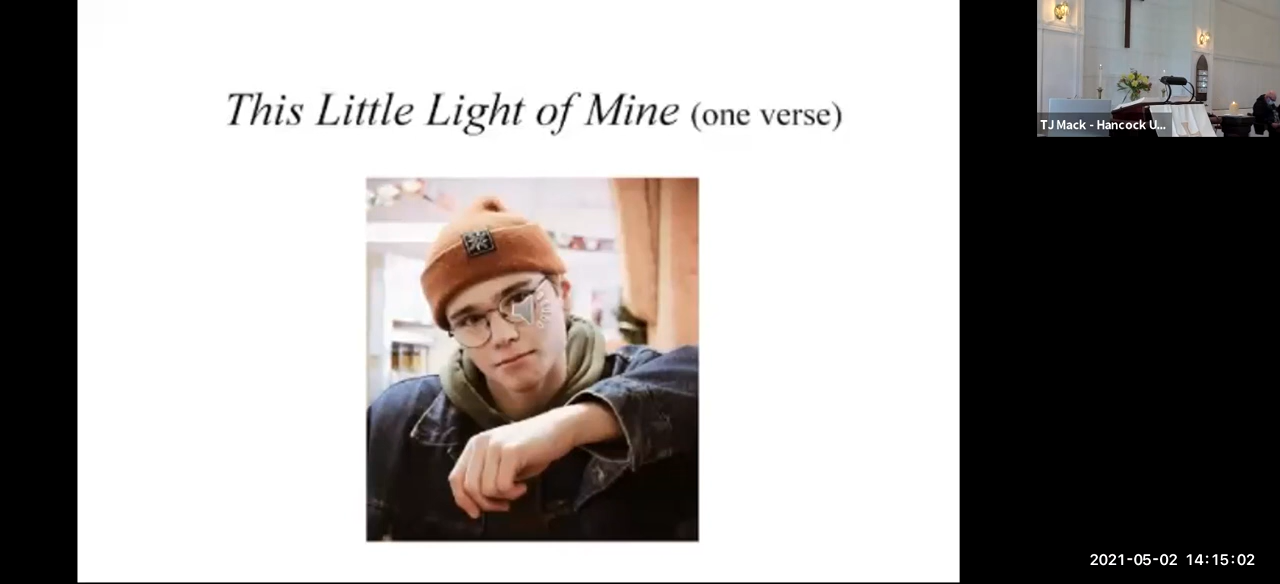 This Little Light of Mine (one verse)
TJ Mack - Hancock U...
2021-05-02 14:15:02